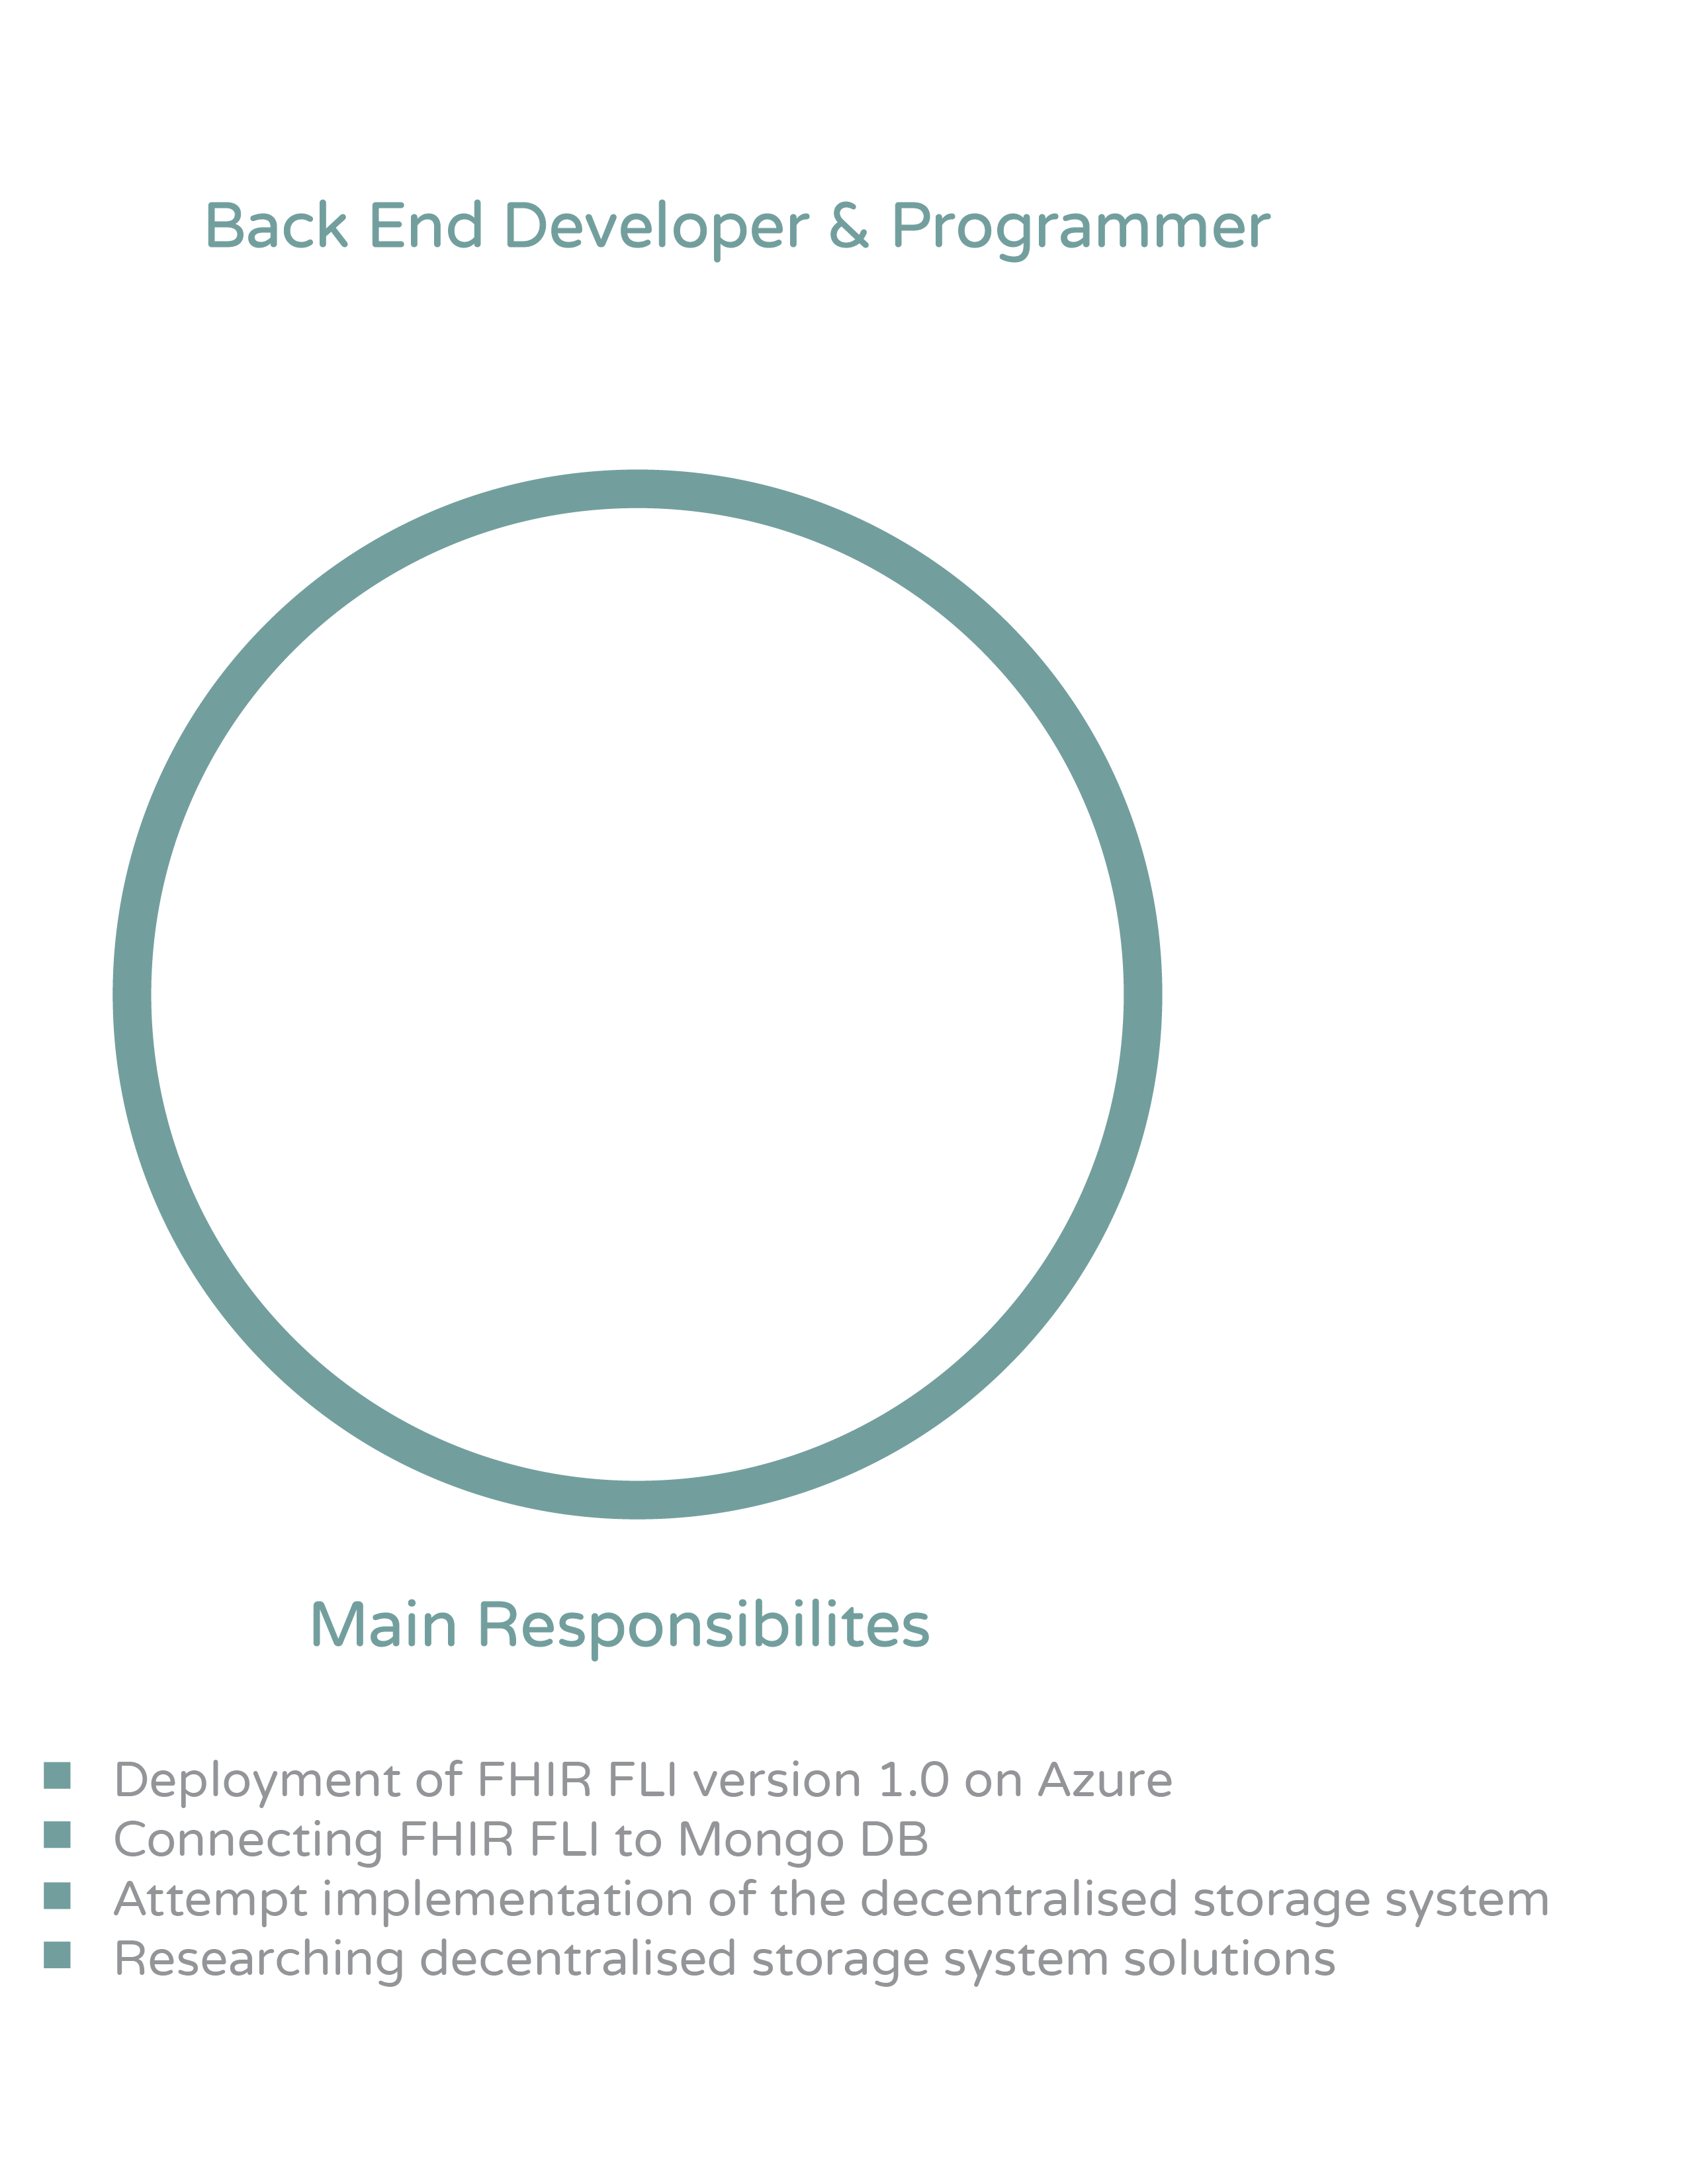 Back End Developer & Programmer
Main Responsibilites
Deployment of FHIR FLI version 1.0 on Azure
Connecting FHIR FLI to Mongo DB
Attempt implementation of the decentralised storage system
Researching decentralised storage system solutions